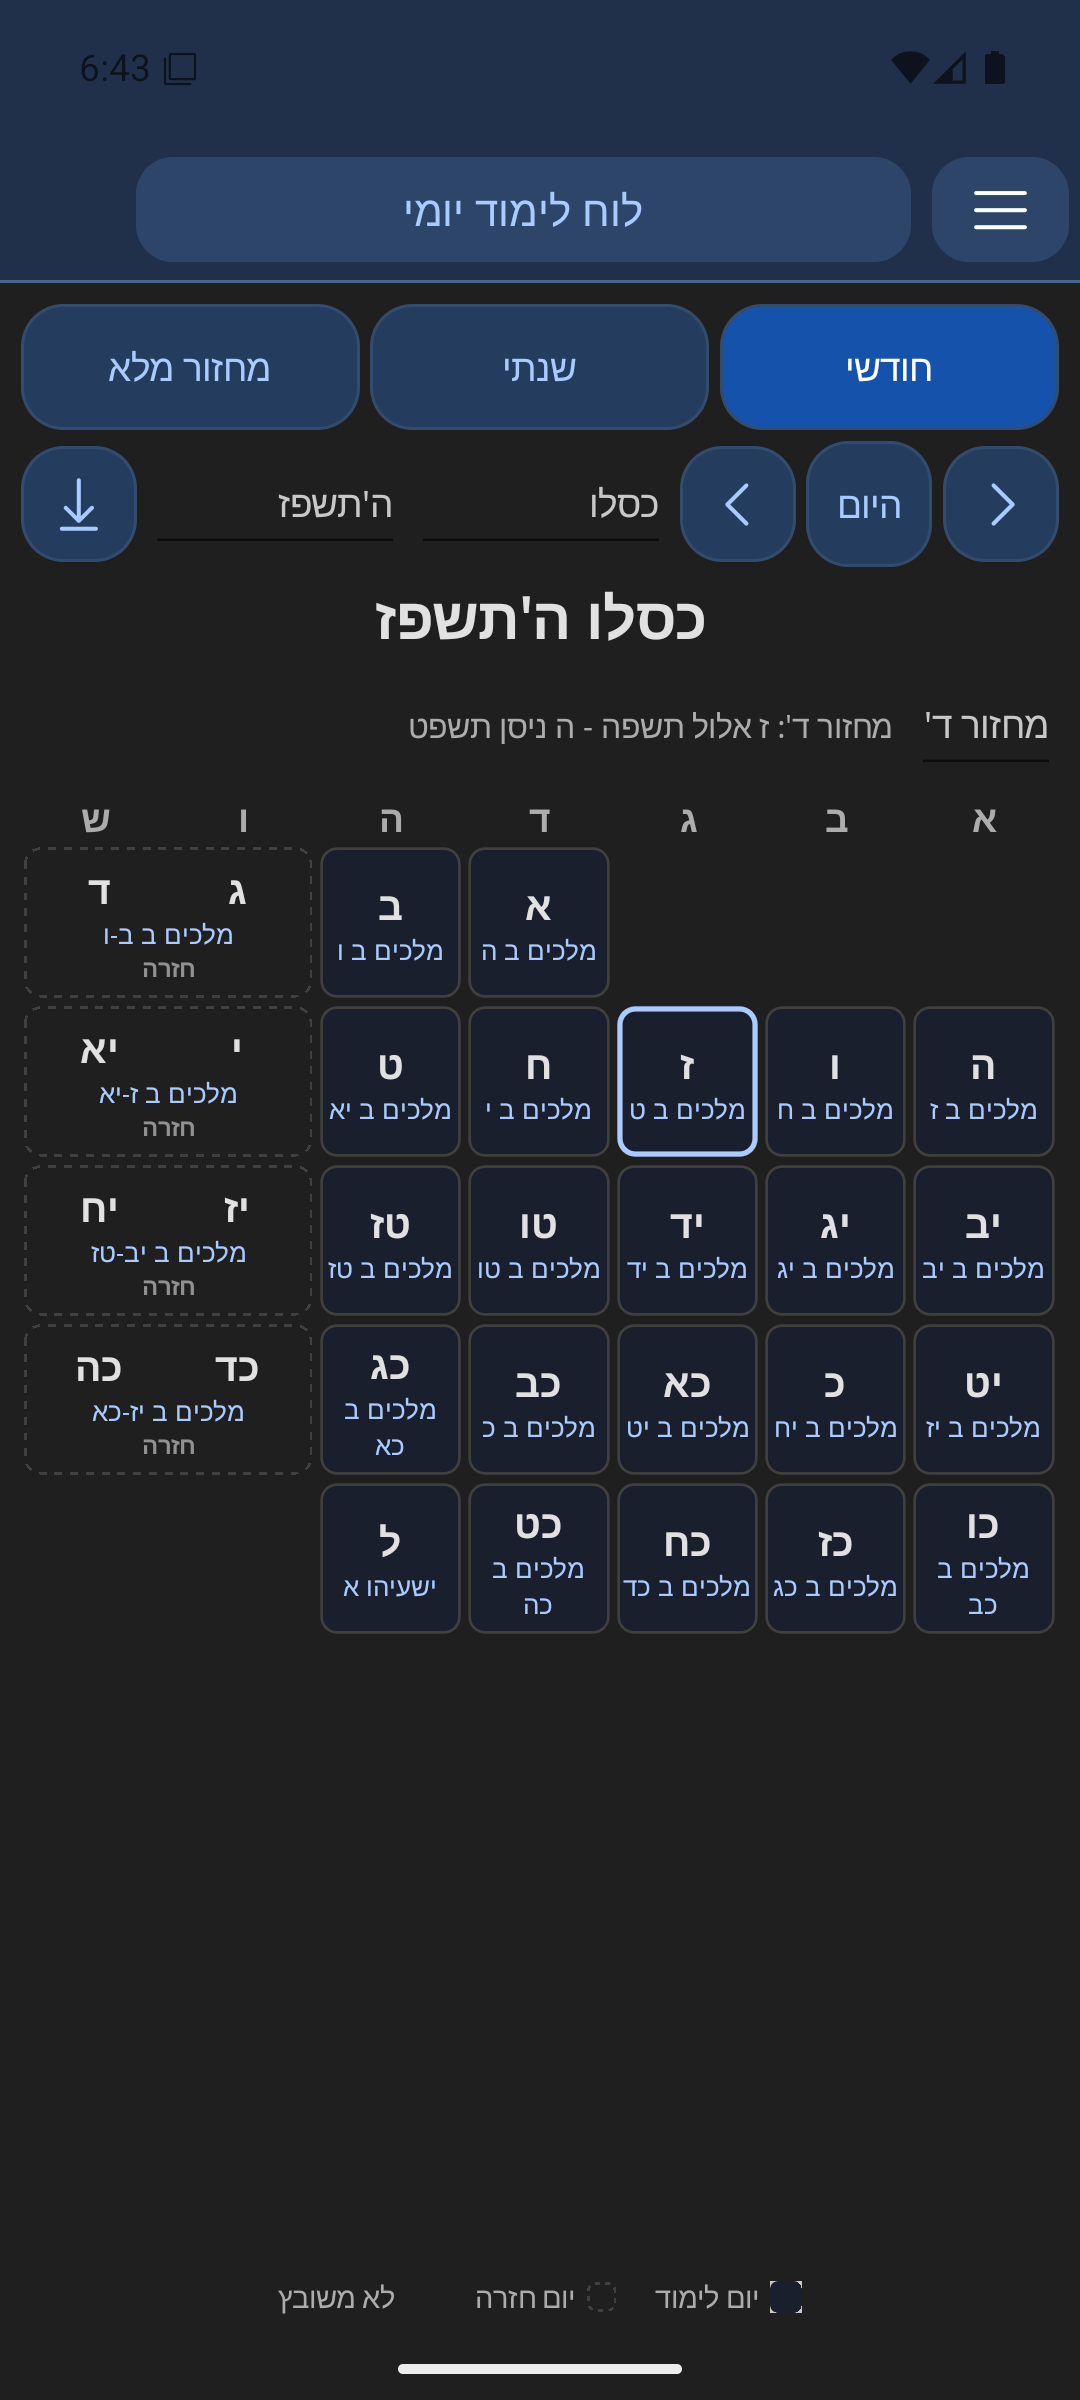 6:43
לוח לימוד יומי
חודשי
שנתי
מחזור מלא
היום
כסלו
ה'תשפז
כסלו ה'תשפז
מחזור ד'
מחזור ד': ז אלול תשפה - ה ניסן תשפט
א ב ג ד ה ו ש
א
מלכים ב ה
ב
מלכים ב ו
ג ד
מלכים ב ב-ו
חזרה
ה
מלכים ב ז
ו
מלכים ב ח
ז
מלכים ב ט
ח
מלכים ב י
ט
מלכים ב יא
י יא
מלכים ב ז-יא
חזרה
יב
מלכים ב יב
יג
מלכים ב יג
יד
מלכים ב יד
טו
מלכים ב טו
טז
מלכים ב טז
יז יח
מלכים ב יב-טז
חזרה
יט
מלכים ב יז
כ
מלכים ב יח
כא
מלכים ב יט
כב
מלכים ב כ
כג
מלכים ב
כא
כד כה
מלכים ב יז-כא
חזרה
כו
מלכים ב
כב
כז
מלכים ב כג
כח
מלכים ב כד
כט
מלכים ב
כה
ל
ישעיהו א
יום לימוד
יום חזרה
לא משובץ